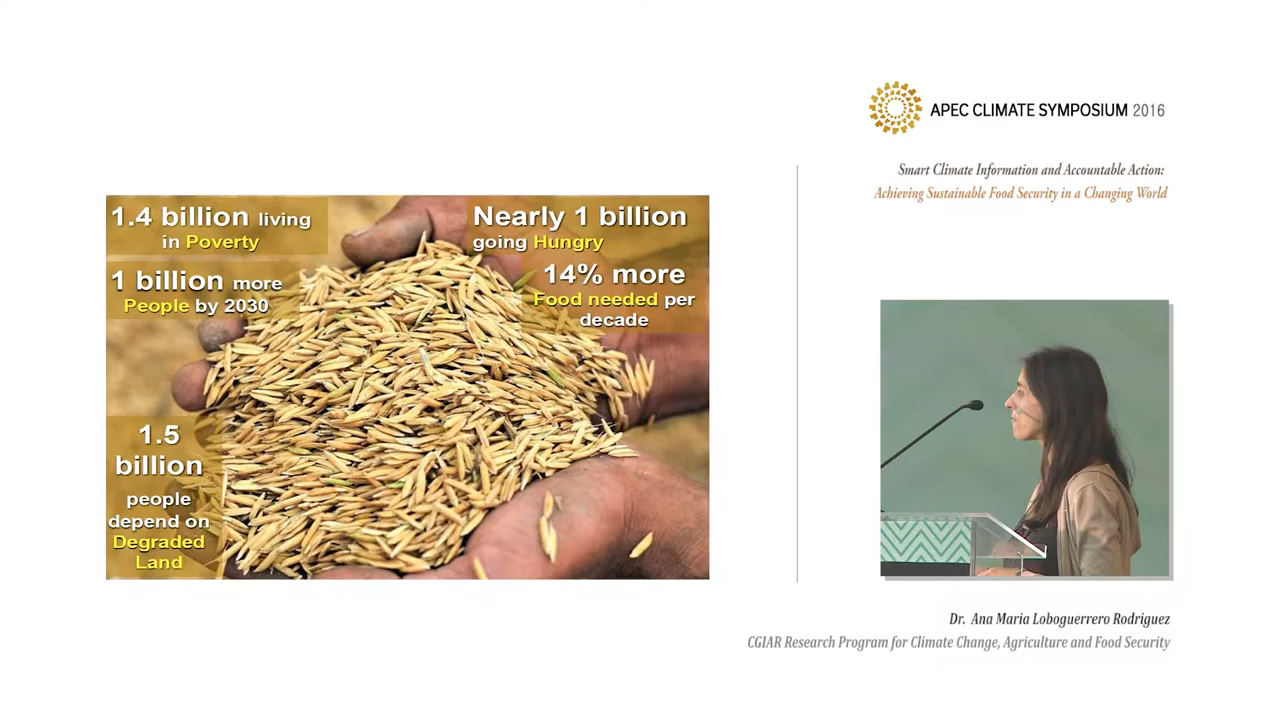 APEC CLIMATE SYMPOSIUM 2016
Smart Climate Information and Accountable Action:
Achieving Sustainable Food Security in a Changing World
1.4 billion living
in Poverty
1 billion more
People by 2030
Nearly 1 billion
going Hungry
14% more
Food needed per
decade
1.5
billion
people
depend on
Degraded
Land
Dr. Ana Maria Loboguerrero Rodriguez
CGIAR Research Program for Climate Change, Agriculture and Food Security